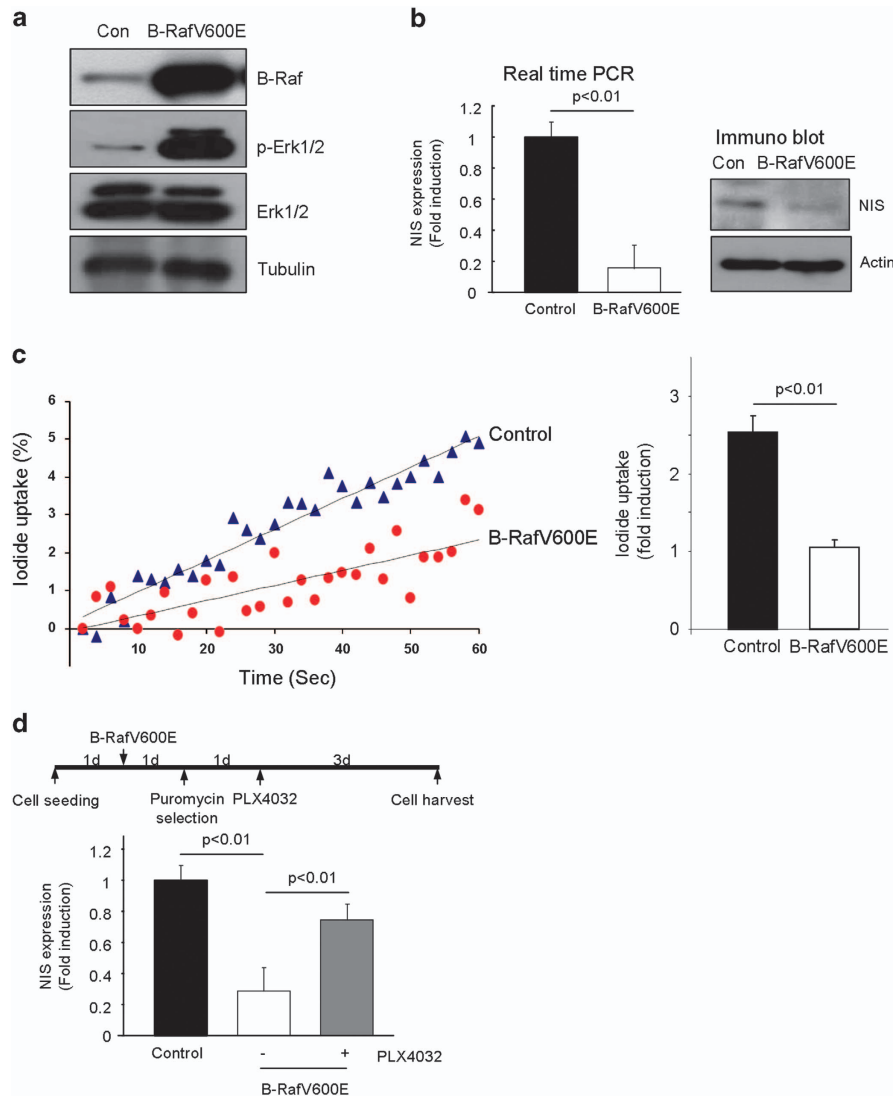 a
Con B-RafV600E
B-Raf
p-Erk1/2
Erk1/2
Tubulin
b
Real time PCR
p<0.01
NIS expression
(Fold induction)
1.2
1
0.8
0.6
0.4
0.2
0
Control B-RafV600E
Immuno blot
Con B-RafV600E
NIS
Actin
c
Iodide uptake (%)
6
5
4
3
2
1
0
10 20 30 40 50 60
Time (Sec)
Control
B-RafV600E
Iodide uptake
(fold induction)
3
2
1
0
p<0.01
Control B-RafV600E
d
B-RafV600E
1d 1d 1d 3d
Cell seeding Puromycin selection PLX4032 Cell harvest
NIS expression
(Fold induction)
1.2
1
0.8
0.4
0.2
0
p<0.01
p<0.01
Control - + PLX4032
B-RafV600E